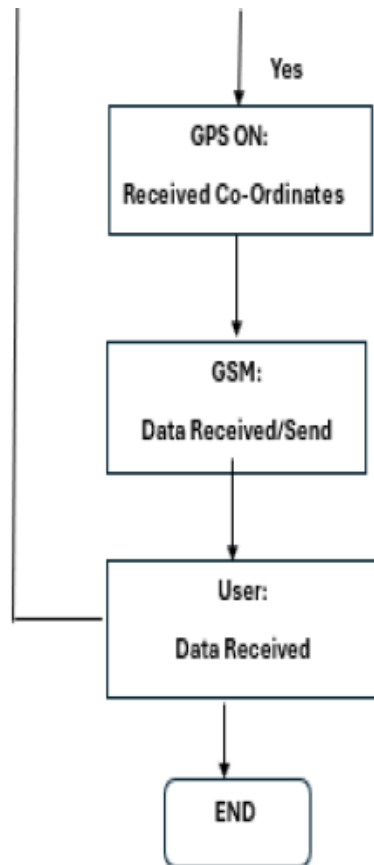 Yes
GPS ON:
Received Co-Ordinates
GSM:
Data Received/Send
User:
Data Received
END